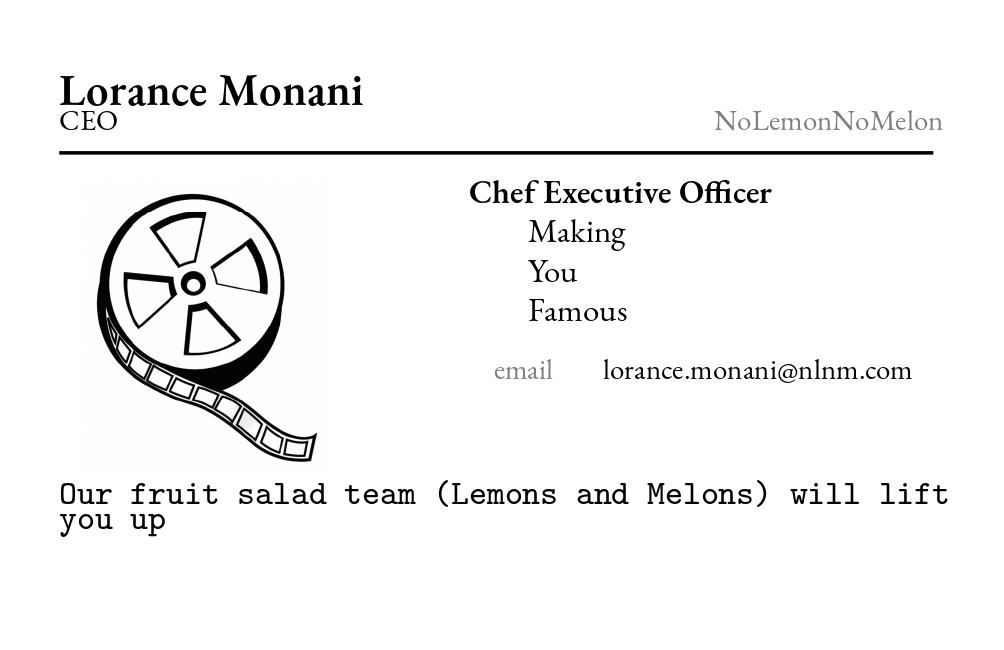 Lorance Monani
CEO
NoLemonNoMelon
Chef Executive Officer
Making
You
Famous
email lorance.monani@nlnm.com
Our fruit salad team (Lemons and Melons) will lift
you up